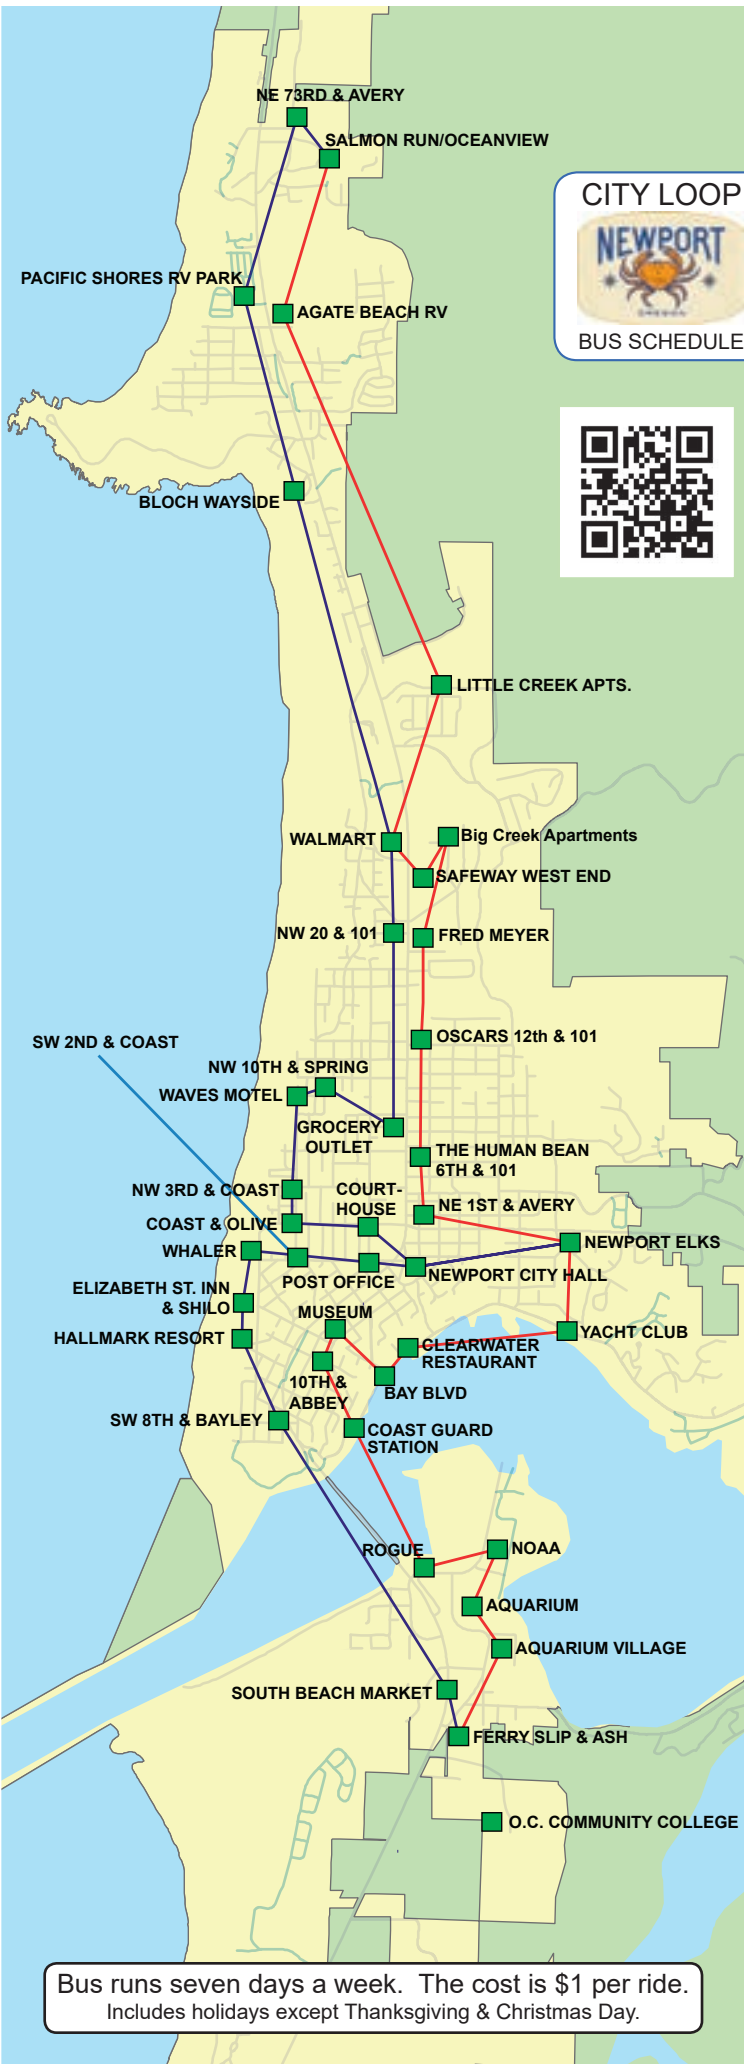 NE 73RD & AVERY
SALMON RUN/OCEANVIEW
CITY LOOP
NEWPORT
OREGON
BUS SCHEDULE
PACIFIC SHORES RV PARK
AGATE BEACH RV
BLOCH WAYSIDE
LITTLE CREEK APTS.
WALMART
Big Creek Apartments
SAFEWAY WEST END
NW 20 & 101
FRED MEYER
OSCARS 12th & 101
SW 2ND & COAST
NW 10TH & SPRING
WAVES MOTEL
GROCERY
OUTLET
THE HUMAN BEAN
6TH & 101
NW 3RD & COAST
COURT-
HOUSE
NE 1ST & AVERY
COAST & OLIVE
WHALER
NEWPORT ELKS
POST OFFICE
NEWPORT CITY HALL
ELIZABETH ST. INN
& SHILO
MUSEUM
HALLMARK RESORT
YACHT CLUB
CLEARWATER
RESTAURANT
10TH &
ABBEY
BAY BLVD
SW 8TH & BAYLEY
COAST GUARD
STATION
ROGUE
NOAA
AQUARIUM
AQUARIUM VILLAGE
SOUTH BEACH MARKET
FERRY SLIP & ASH
O.C. COMMUNITY COLLEGE
Bus runs seven days a week. The cost is $1 per ride.
Includes holidays except Thanksgiving & Christmas Day.